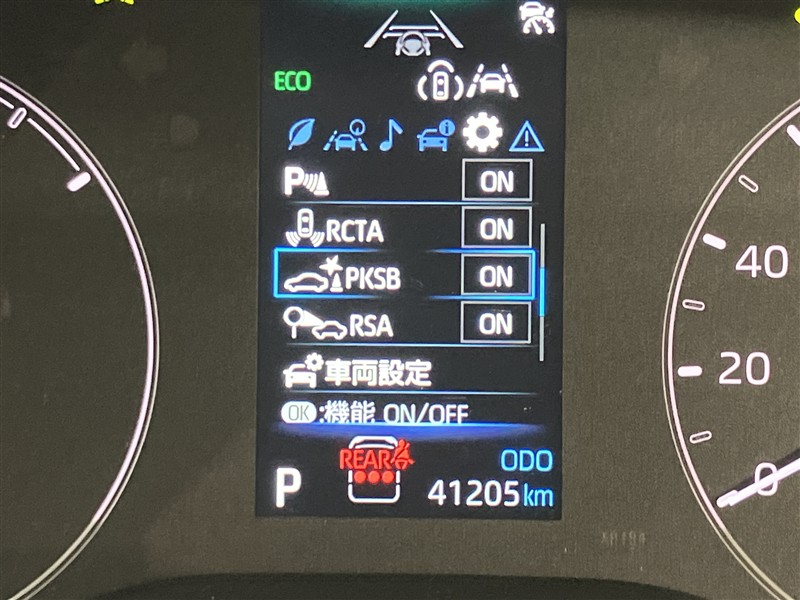 ECO
P ON
RCTA ON
PKSB ON
RSA ON
車両設定
OK :機能 ON/OFF
REAR
ODO
P
41205km
40
20
0